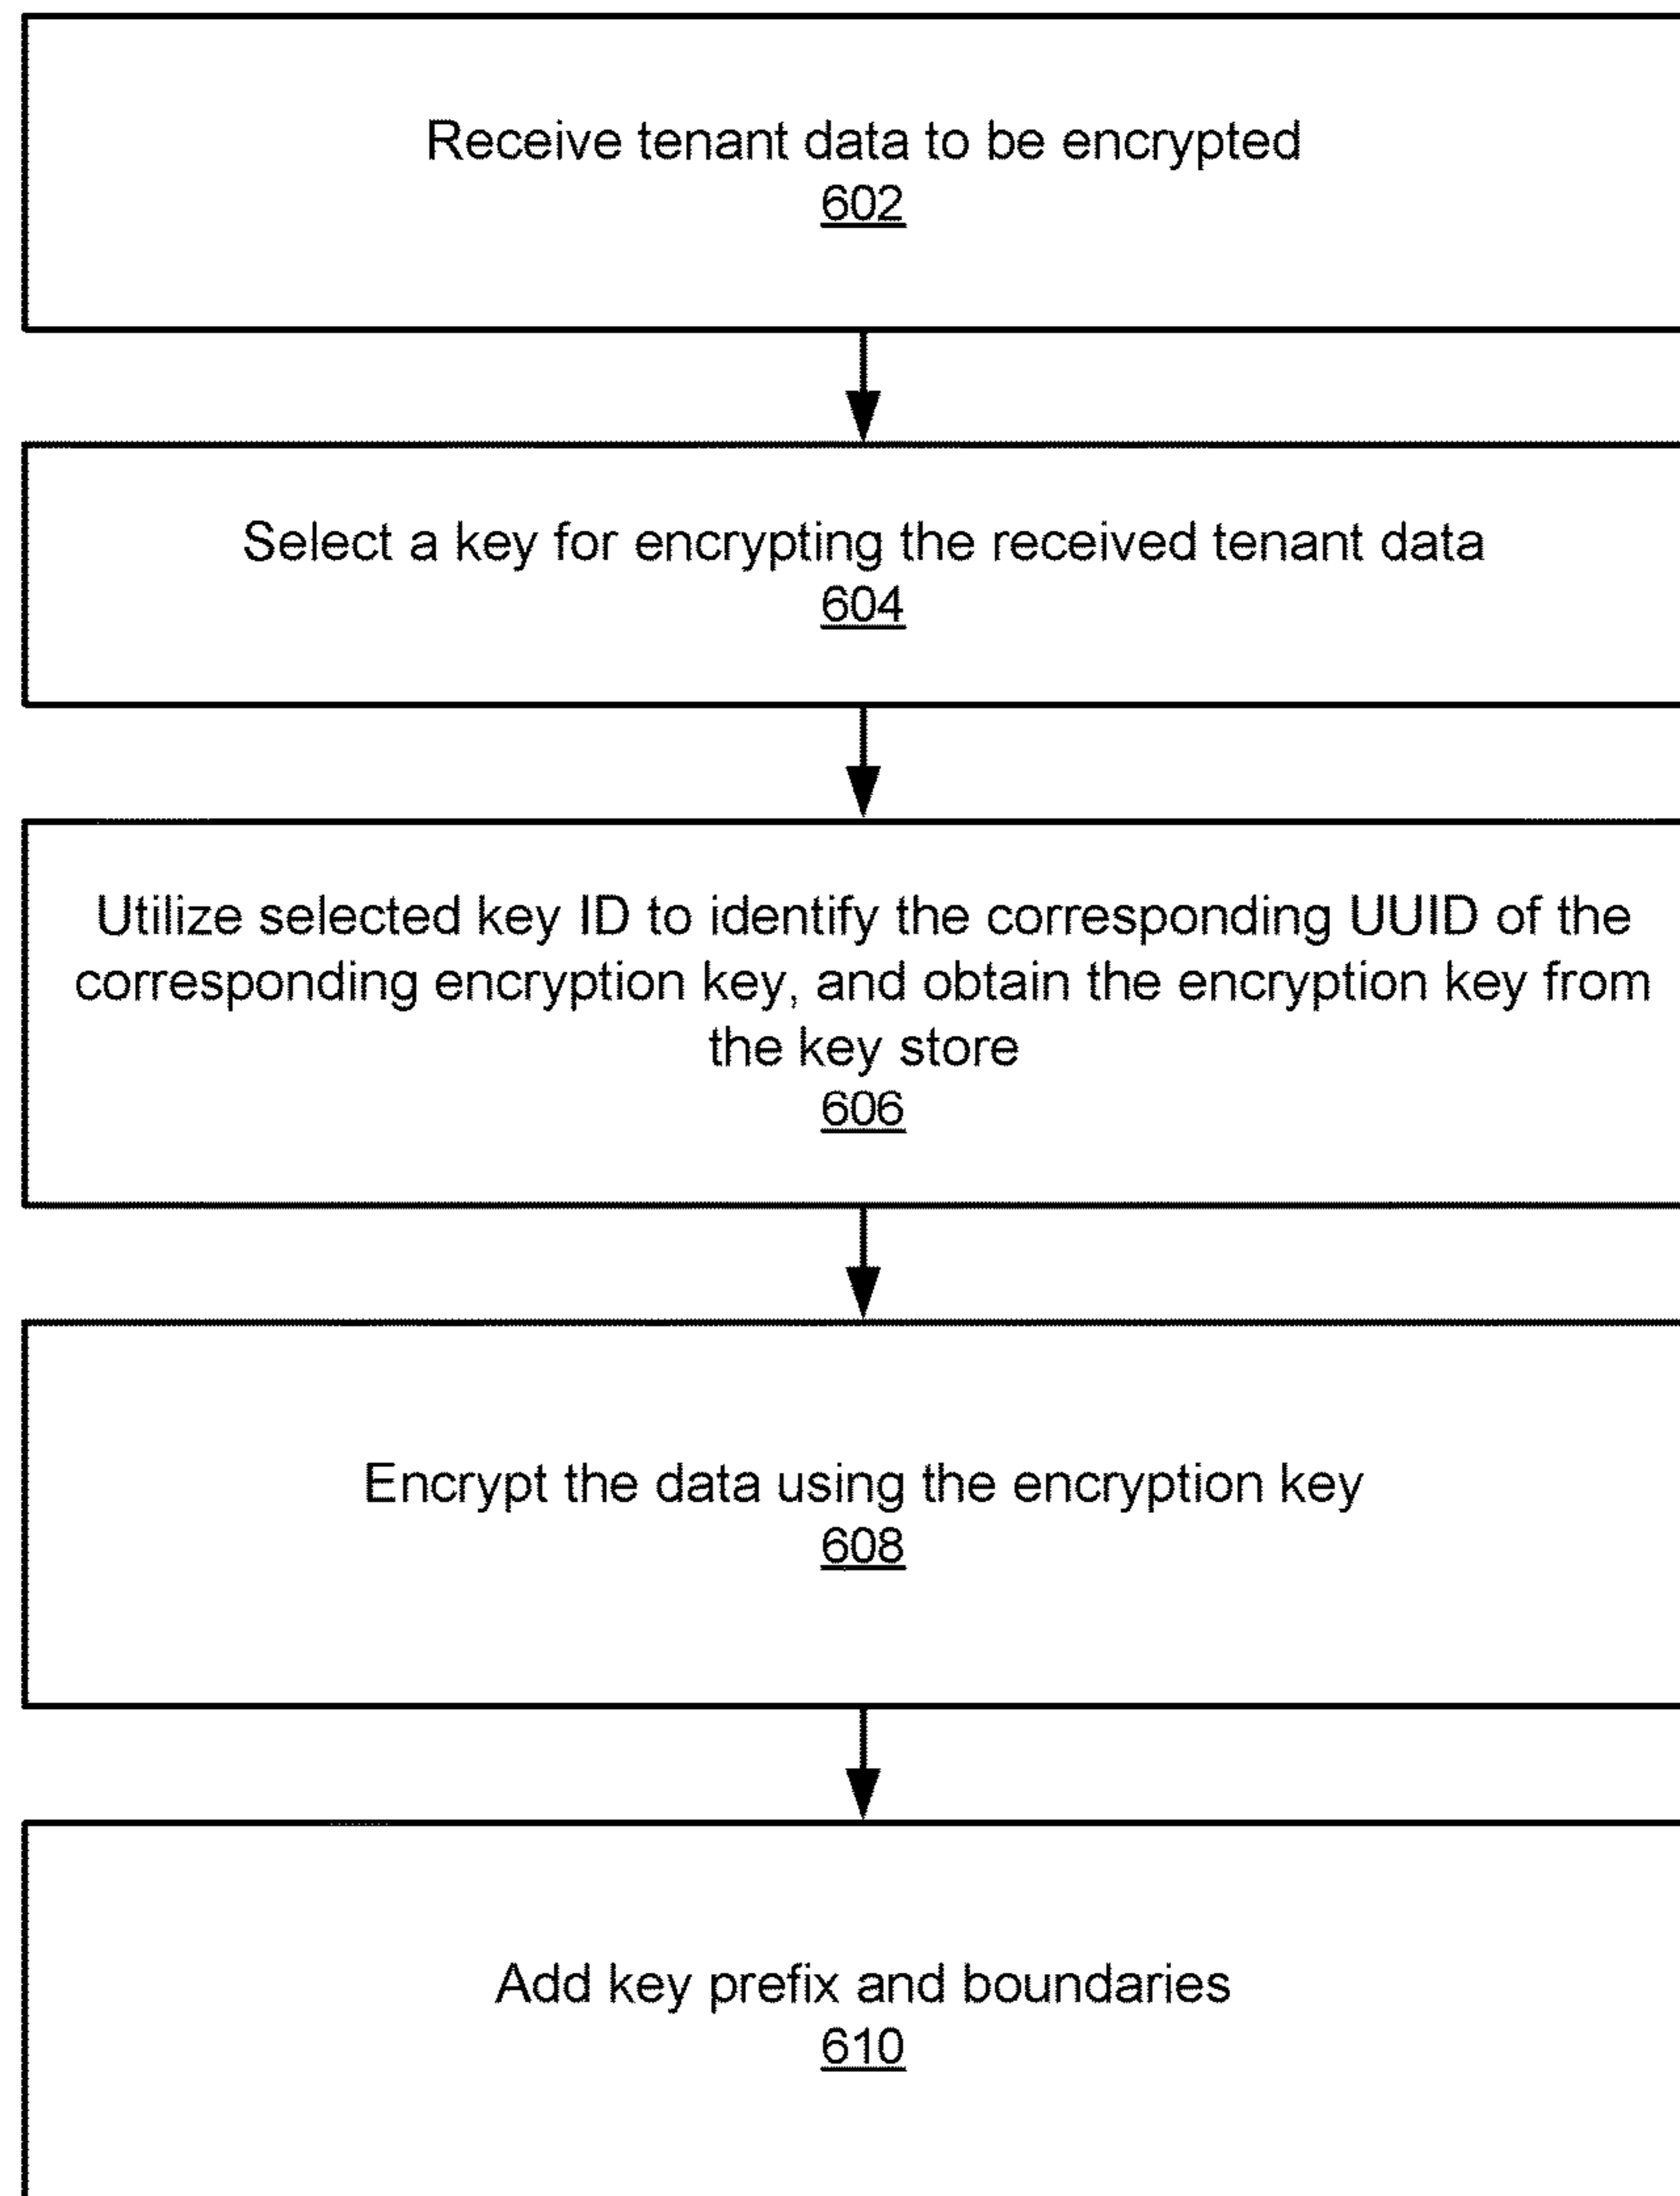 Receive tenant data to be encrypted
602
Select a key for encrypting the received tenant data
604
Utilize selected key ID to identify the corresponding UUID of the
corresponding encryption key, and obtain the encryption key from
the key store
606
Encrypt the data using the encryption key
608
Add key prefix and boundaries
610